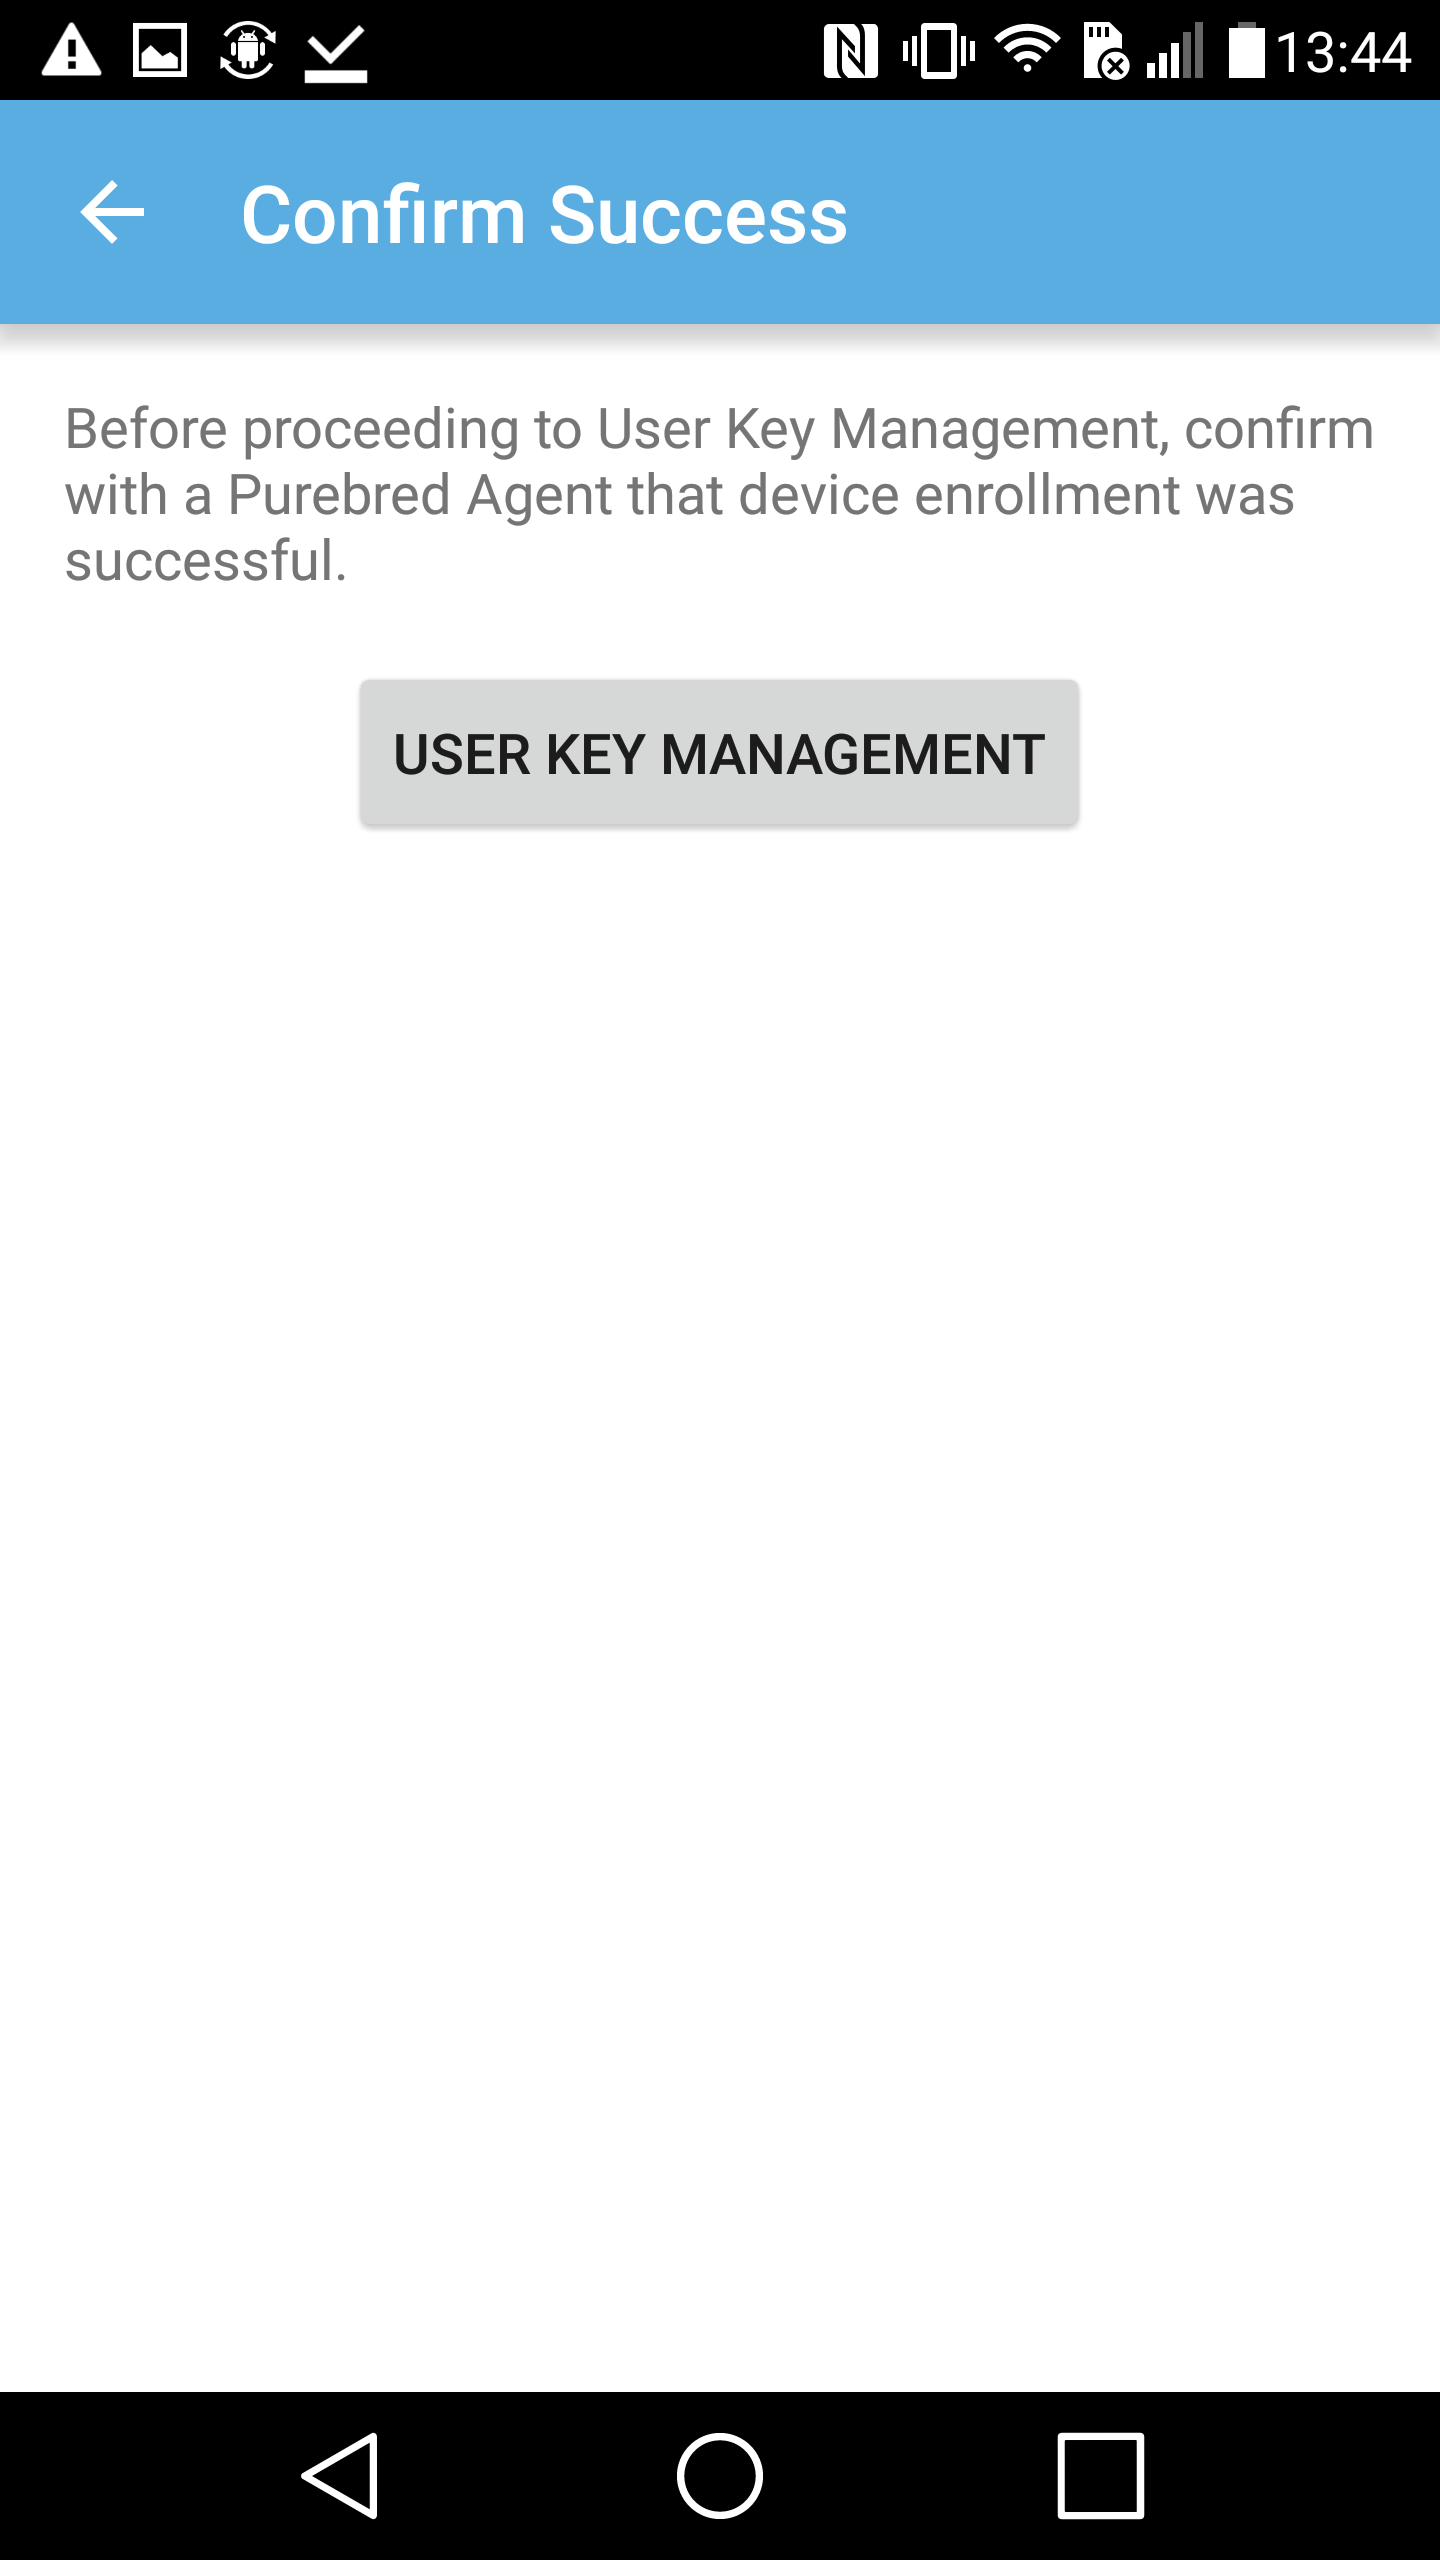 13:44
Confirm Success
Before proceeding to User Key Management, confirm
with a Purebred Agent that device enrollment was
successful.
USER KEY MANAGEMENT